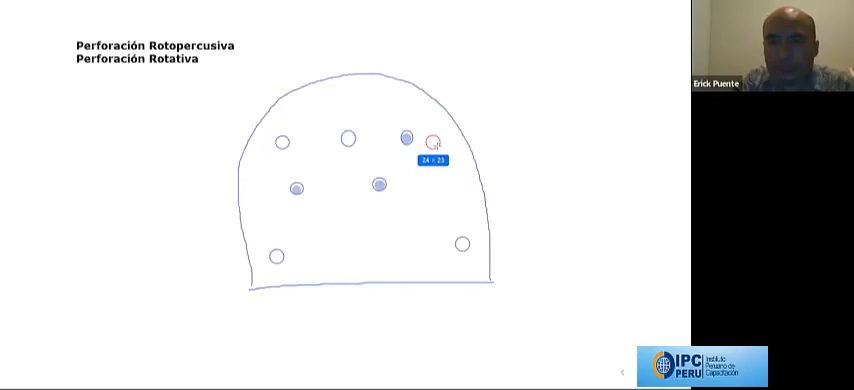 Perforación Rotopercusiva
Perforación Rotativa
Erick Puente
24 × 23
IPC
PERU
Instituto
Peruano de
Capacitación